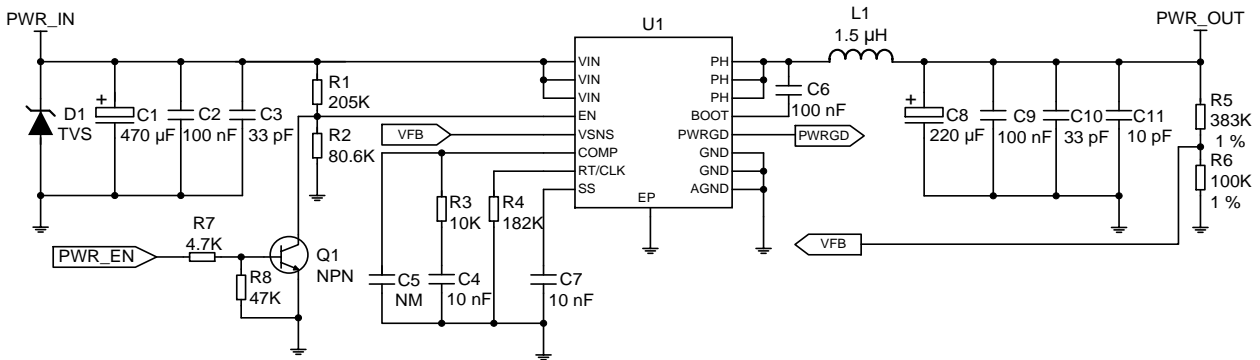 PWR_IN
U1
L1
1.5 µH
PWR_OUT
VIN
VIN
VIN
EN
VSNS
COMP
RT/CLK
SS
EP
PH
PH
PH
BOOT
PWRGD
GND
GND
AGND
D1
TVS
+
C1
470 µF
C2
100 nF
C3
33 pF
R1
205K
R2
80.6K
VFB
C6
100 nF
PWRGD
+
C8
220 µF
C9
100 nF
C10
33 pF
C11
10 pF
R5
383K
1 %
R6
100K
1 %
VFB
R3
10K
R4
182K
C5
NM
C4
10 nF
C7
10 nF
PWR_EN
R7
4.7K
R8
47K
Q1
NPN